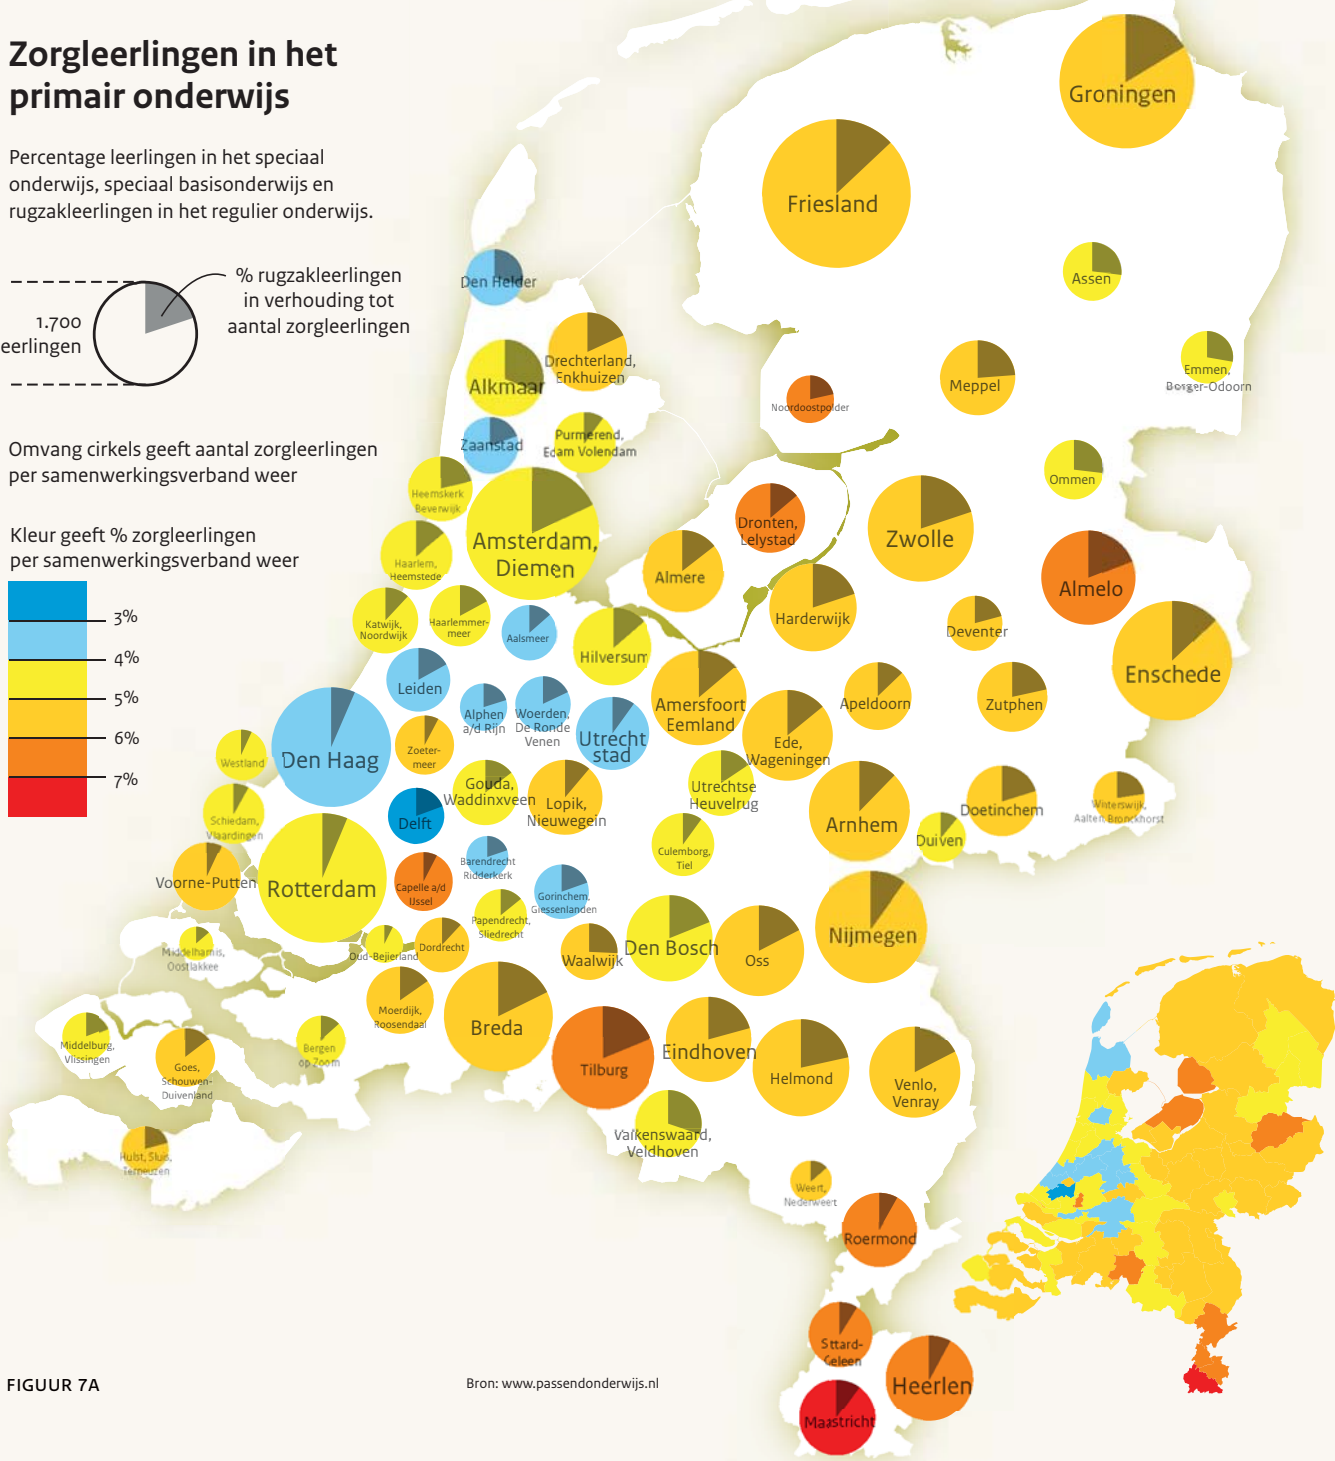 Zorgleerlingen in het
primair onderwijs
Percentage leerlingen in het speciaal
onderwijs, speciaal basisonderwijs en
rugzakleerlingen in het regulier onderwijs.
% rugzakleerlingen
in verhouding tot
aantal zorgleerlingen
1.700
eerlingen
Omvang cirkels geeft aantal zorgleerlingen
per samenwerkingsverband weer
Kleur geeft % zorgleerlingen
per samenwerkingsverband weer
3%
4%
5%
6%
7%
Groningen
Friesland
Assen
Den Helder
Drechterland,
Enkhuizen
Alkmaar
Meppel
Emmen,
Borger-Odoorn
Noordoostpolder
Zaanstad
Purmerend,
Edam Volendam
Ommen
Heemskerk
Beverwijk
Amsterdam,
Diemen
Dronten,
Lelystad
Zwolle
Haarlem,
Heemstede
Almere
Almelo
Katwijk,
Noordwijk
Haarlemmer-
meer
Aalsmeer
Harderwijk
Deventer
Hilversum
Enschede
Leiden
Amersfoort
Eemland
Apeldoorn
Zutphen
Alphen
a/d Rijn
Woerden,
De Ronde
Venen
Utrecht
stad
Ede,
Wageningen
Den Haag
Zoeter-
meer
Westland
Gouda,
Waddinxveen
Lopik,
Nieuwegein
Utrechtse
Heuvelrug
Arnhem
Doetinchem
Winterswijk,
Aalten, Bronckhorst
Schiedam,
Vlaardingen
Delft
Duiven
Culemborg,
Tiel
Barendrecht
Ridderkerk
Voorne-Putten
Rotterdam
Capelle a/d
IJssel
Gorinchem,
Giessenlanden
Papendrecht,
Sliedrecht
Nijmegen
Middelharnis,
Oostflakkee
Oud-Beijerland
Dordrecht
Waalwijk
Den Bosch
Oss
Moerdijk,
Roosendaal
Breda
Middelburg,
Vlissingen
Goes,
Schouwen-
Duivenland
Bergen
op Zoom
Tilburg
Eindhoven
Helmond
Venlo,
Venray
Valkenswaard,
Veldhoven
Hulst, Sluis,
Terneuzen
Weert,
Nederweert
Roermond
Sittard-
Geleen
Heerlen
Maastricht
FIGUUR 7A
Bron: www.passendonderwijs.nl